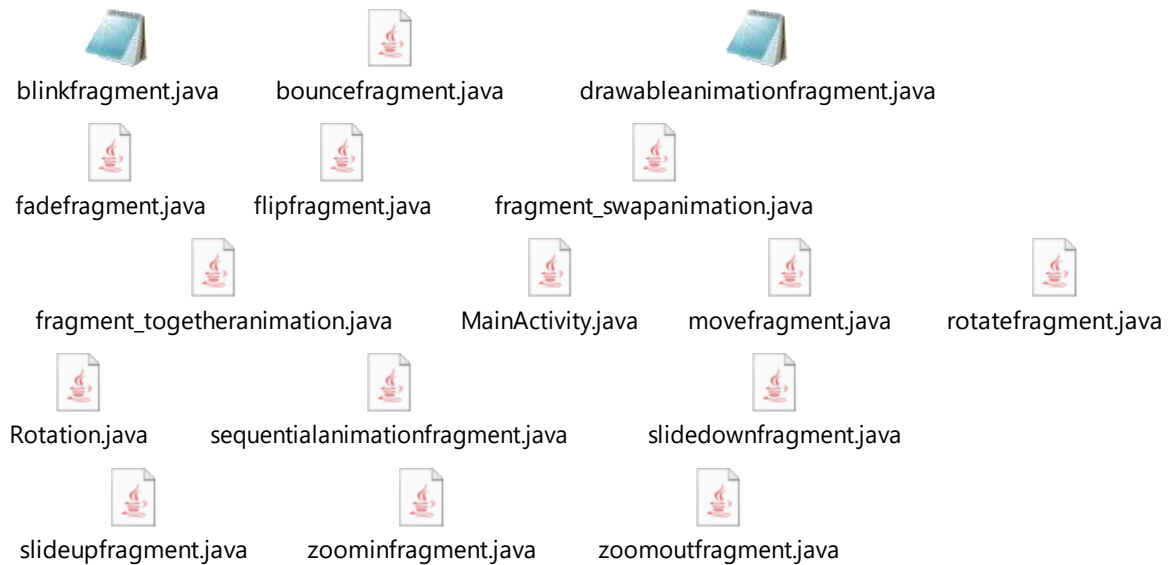 blinkfragment.java bouncefragment.java drawableanimationfragment.java
fadefragment.java flipfragment.java fragment_swapanimation.java
fragment_togetheranimation.java MainActivity.java movefragment.java rotatefragment.java
Rotation.java sequentialanimationfragment.java slidedownfragment.java
slideupfragment.java zoominfragment.java zoomoutfragment.java